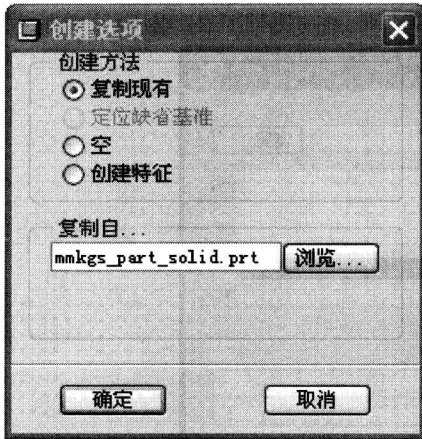 创建选项
创建方法
复制现有
定位缺省基准
空
创建特征
复制自...
mmkgs_part_solid.prt 浏览...
确定 取消